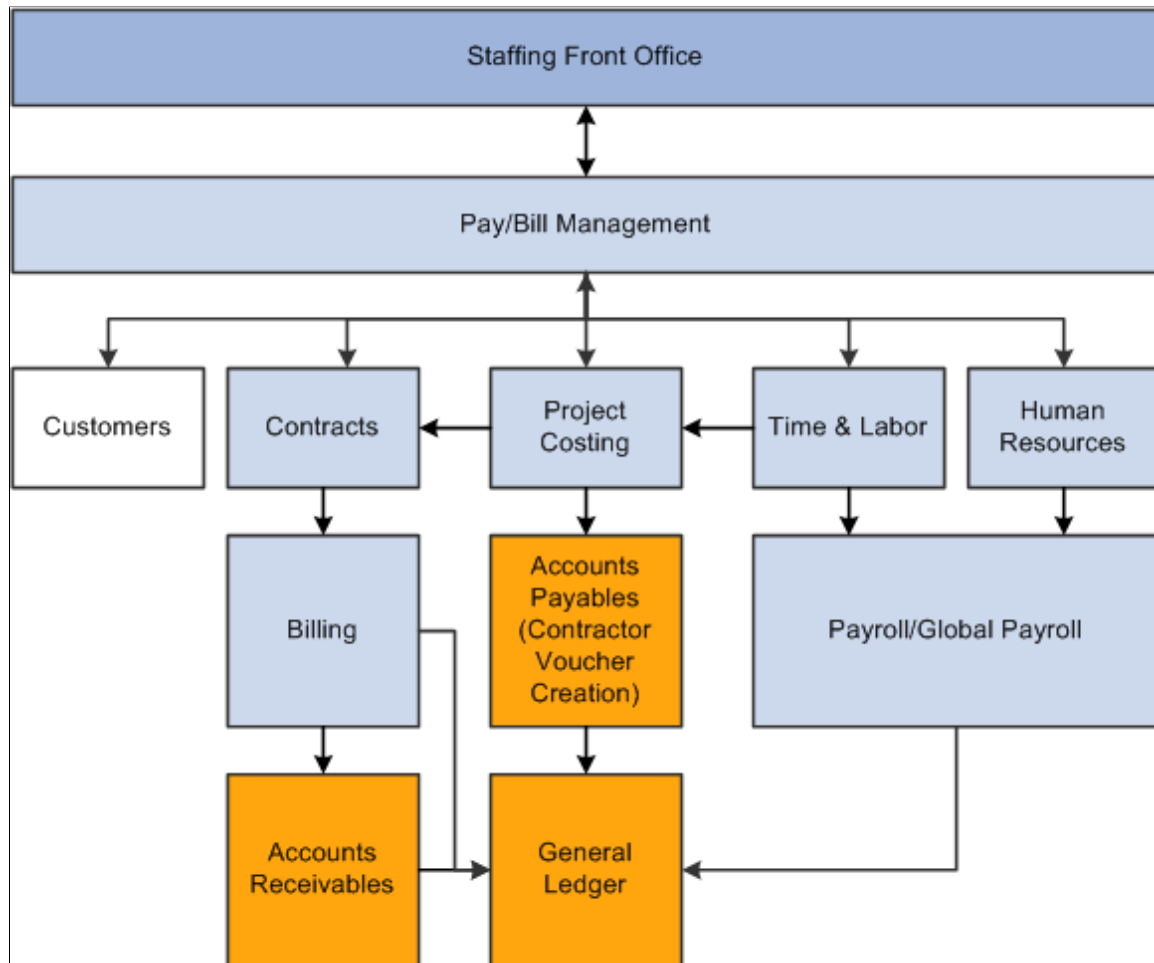 Staffing Front Office
Pay/Bill Management
Customers
Contracts
Project
Costing
Time & Labor
Human
Resources
Billing
Accounts
Payables
(Contractor
Voucher
Creation)
Payroll/Global Payroll
Accounts
Receivables
General
Ledger